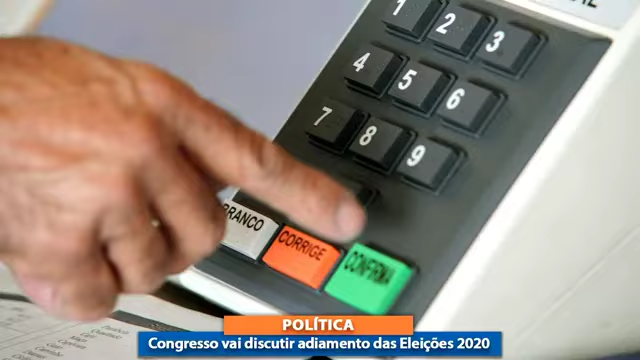 1 2 3
4 5 6
7 8 9
BRANCO
CORRIGE
CONFIRMA
POLÍTICA
Congresso vai discutir adiamento das Eleições 2020